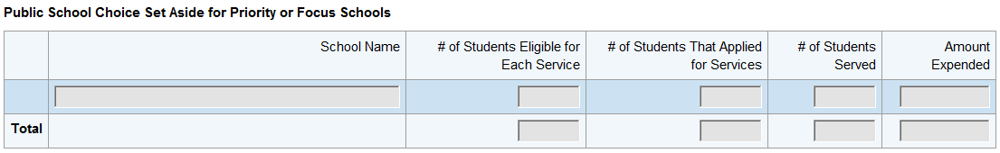 Public School Choice Set Aside for Priority or Focus Schools
School Name
# of Students Eligible for
Each Service
# of Students That Applied
for Services
# of Students
Served
Amount
Expended
Total